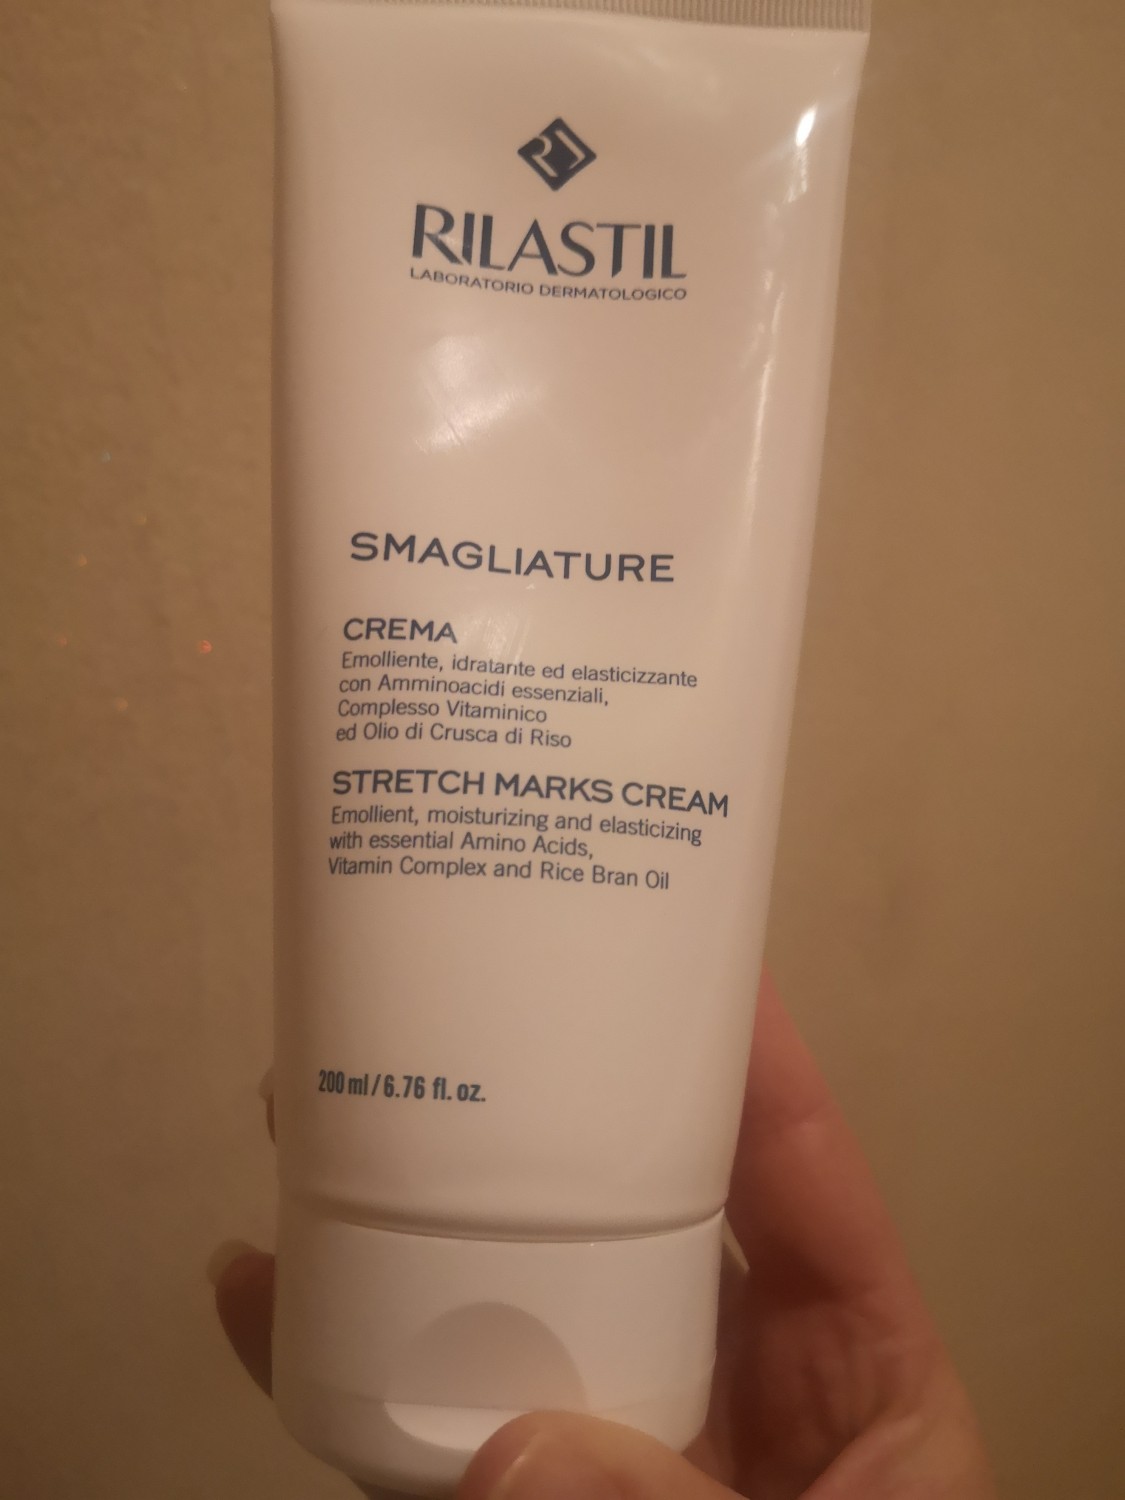 RILASTIL
LABORATORIO DERMATOLOGICO
SMAGLIATURE
CREMA
Emolliente, idratante ed elasticizzante
con Amminoacidi essenziali,
Complesso Vitaminico
ed Olio di Crusca di Riso
STRETCH MARKS CREAM
Emollient, moisturizing and elasticizing
with essential Amino Acids,
Vitamin Complex and Rice Bran Oil
200 ml / 6.76 fl. oz.